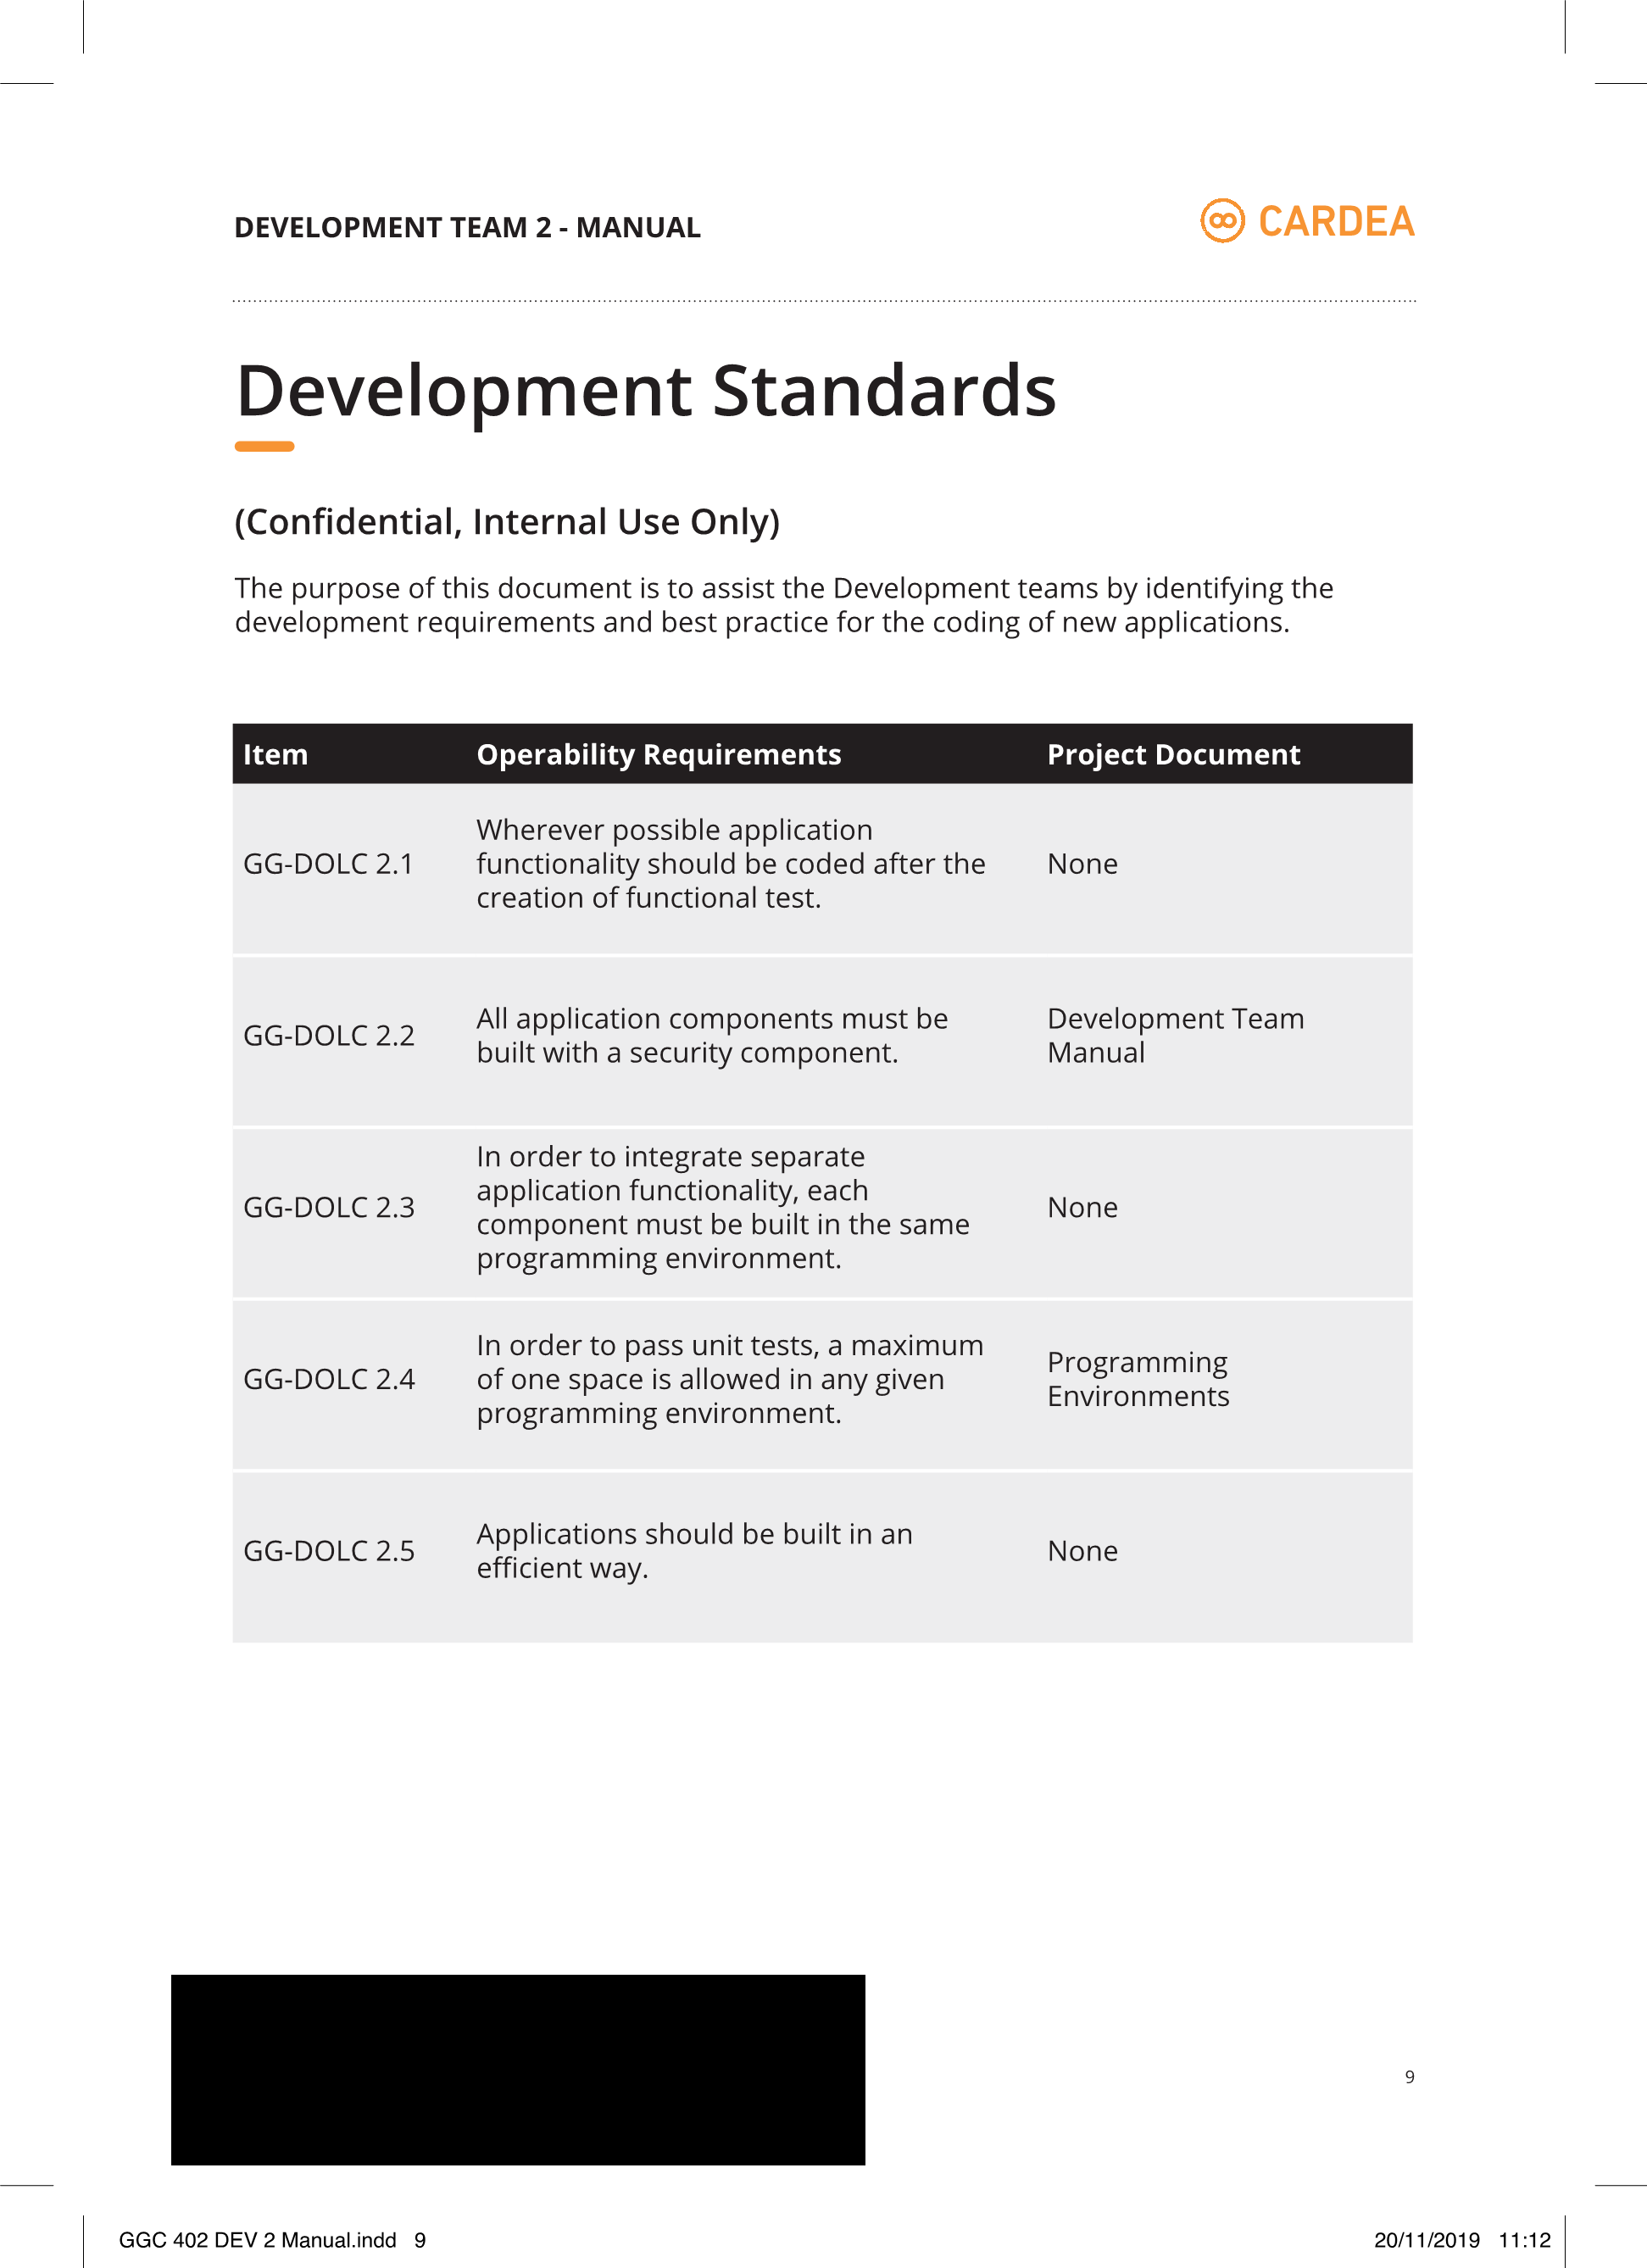 DEVELOPMENT TEAM 2 - MANUAL
CARDEA
Development Standards
(Confidential, Internal Use Only)
The purpose of this document is to assist the Development teams by identifying the
development requirements and best practice for the coding of new applications.
Item Operability Requirements Project Document
Wherever possible application
GG-DOLC 2.1 functionality should be coded after the None
creation of functional test.
GG-DOLC 2.2
All application components must be
built with a security component.
Development Team
Manual
In order to integrate separate
application functionality, each
GG-DOLC 2.3
component must be built in the same
programming environment.
None
GG-DOLC 2.4
In order to pass unit tests, a maximum
of one space is allowed in any given
programming environment.
Programming
Environments
GG-DOLC 2.5
Applications should be built in an
efficient way.
None
9
GGC 402 DEV 2 Manual.indd 9
20/11/2019 11:12